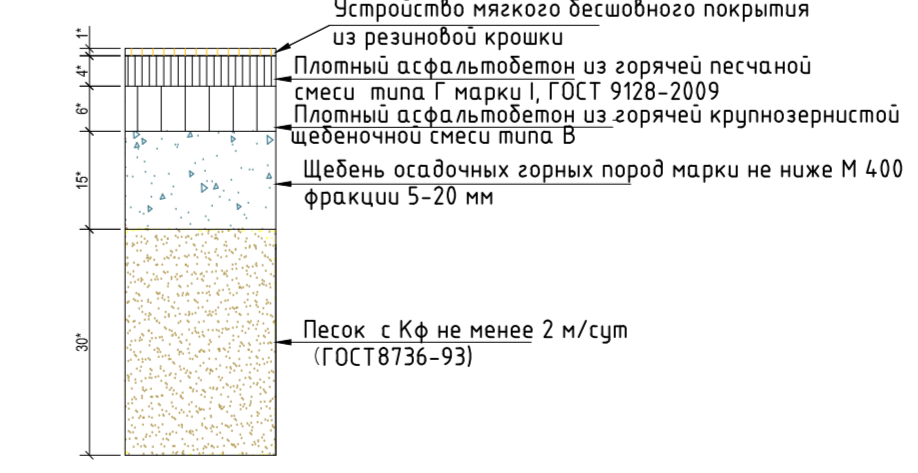 Устройство мягкого бесшовного покрытия
из резиновой крошки
Плотный асфальтобетон из горячей песчаной
смеси типа Г марки I, ГОСТ 9128-2009
Плотный асфальтобетон из горячей крупнозернистой
щебеночной смеси типа В
Щебень осадочных горных пород марки не ниже М 400
фракции 5-20 мм
Песок с Кф не менее 2 м/сут
(ГОСТ8736-93)
1*
4*
6*
15*
30*